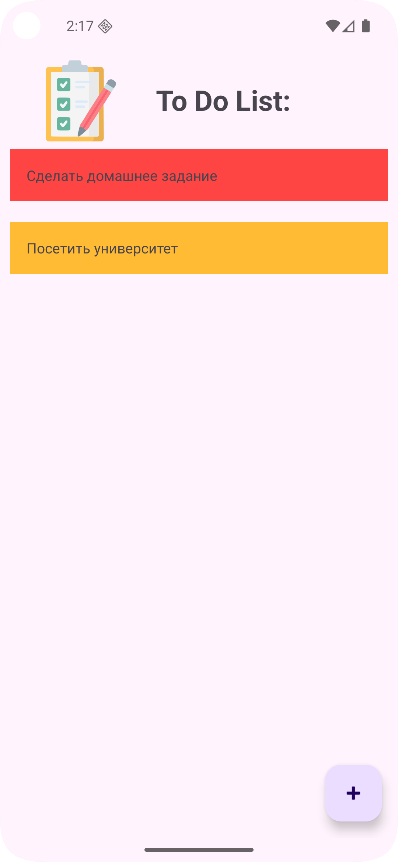 2:17
To Do List:
Сделать домашнее задание
Посетить университет
+